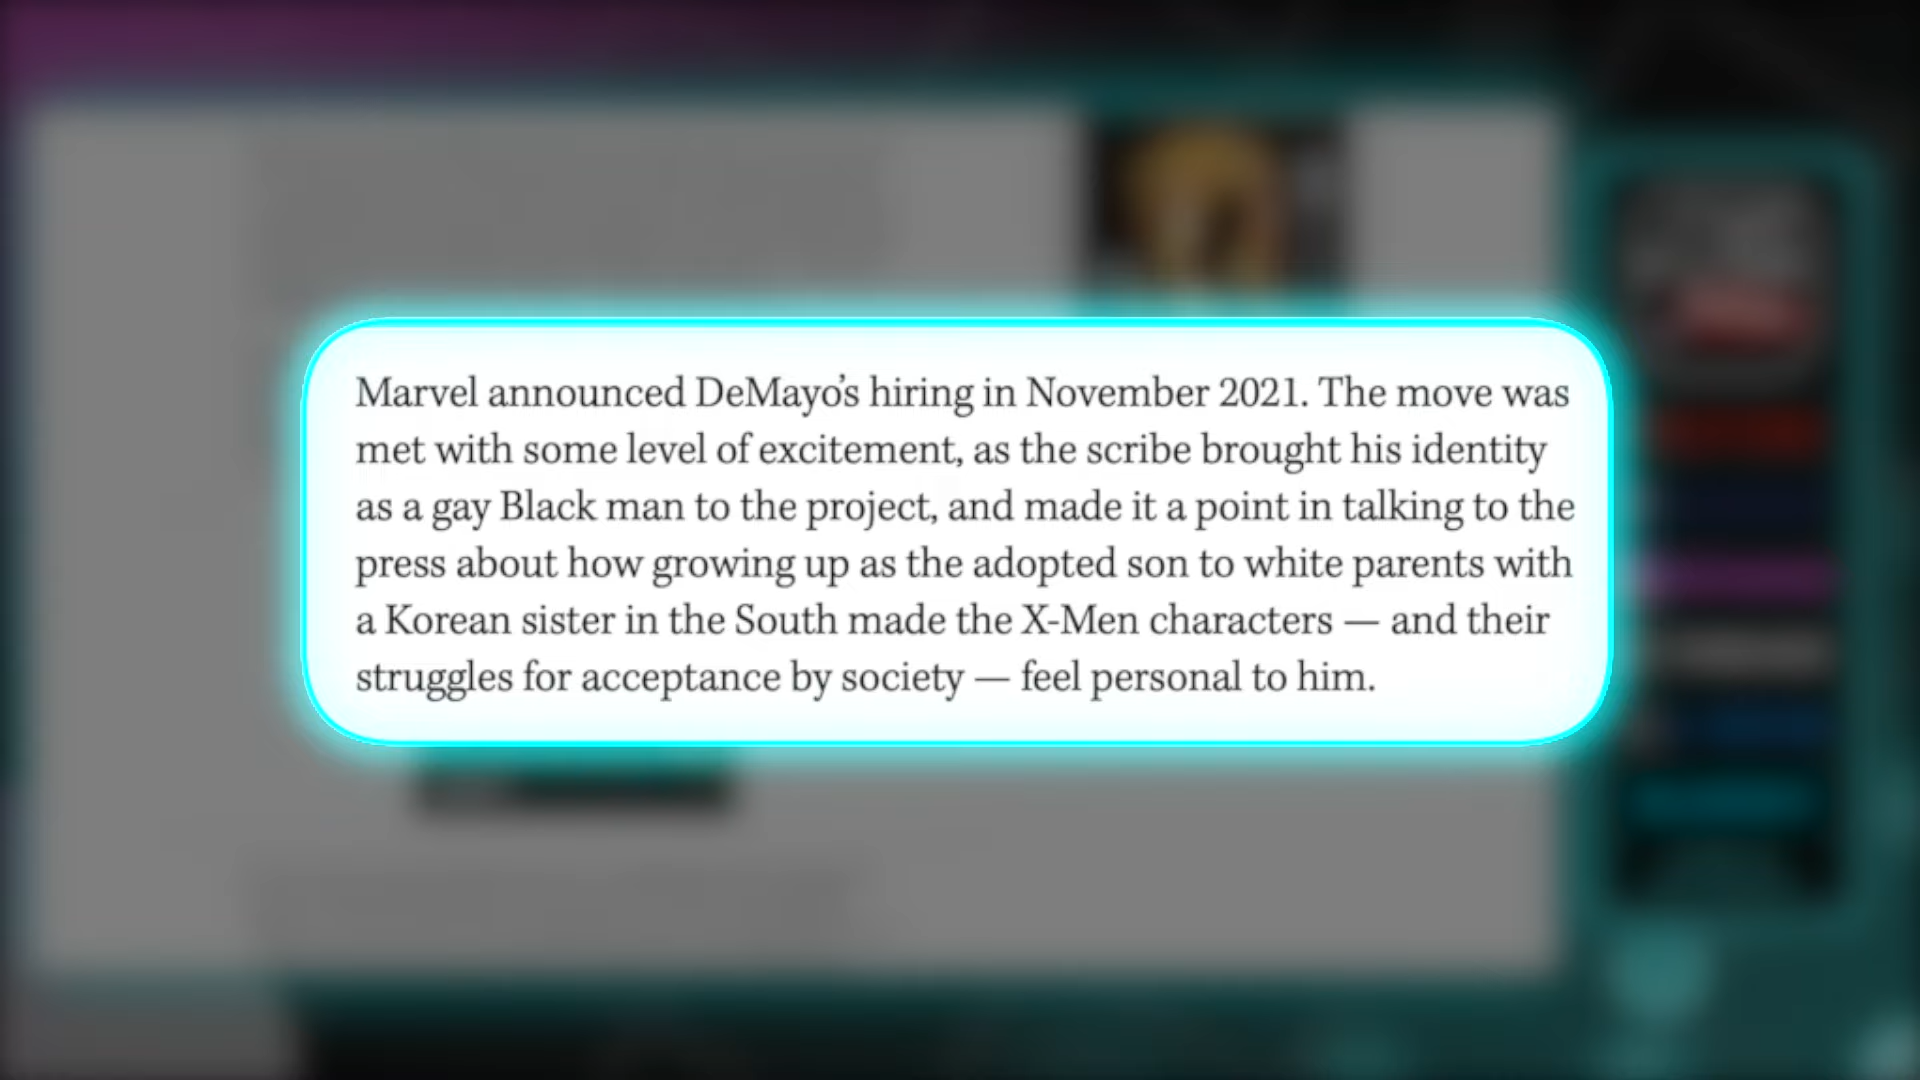 Marvel announced DeMayo’s hiring in November 2021. The move was
met with some level of excitement, as the scribe brought his identity
as a gay Black man to the project, and made it a point in talking to the
press about how growing up as the adopted son to white parents with
a Korean sister in the South made the X-Men characters — and their
struggles for acceptance by society — feel personal to him.